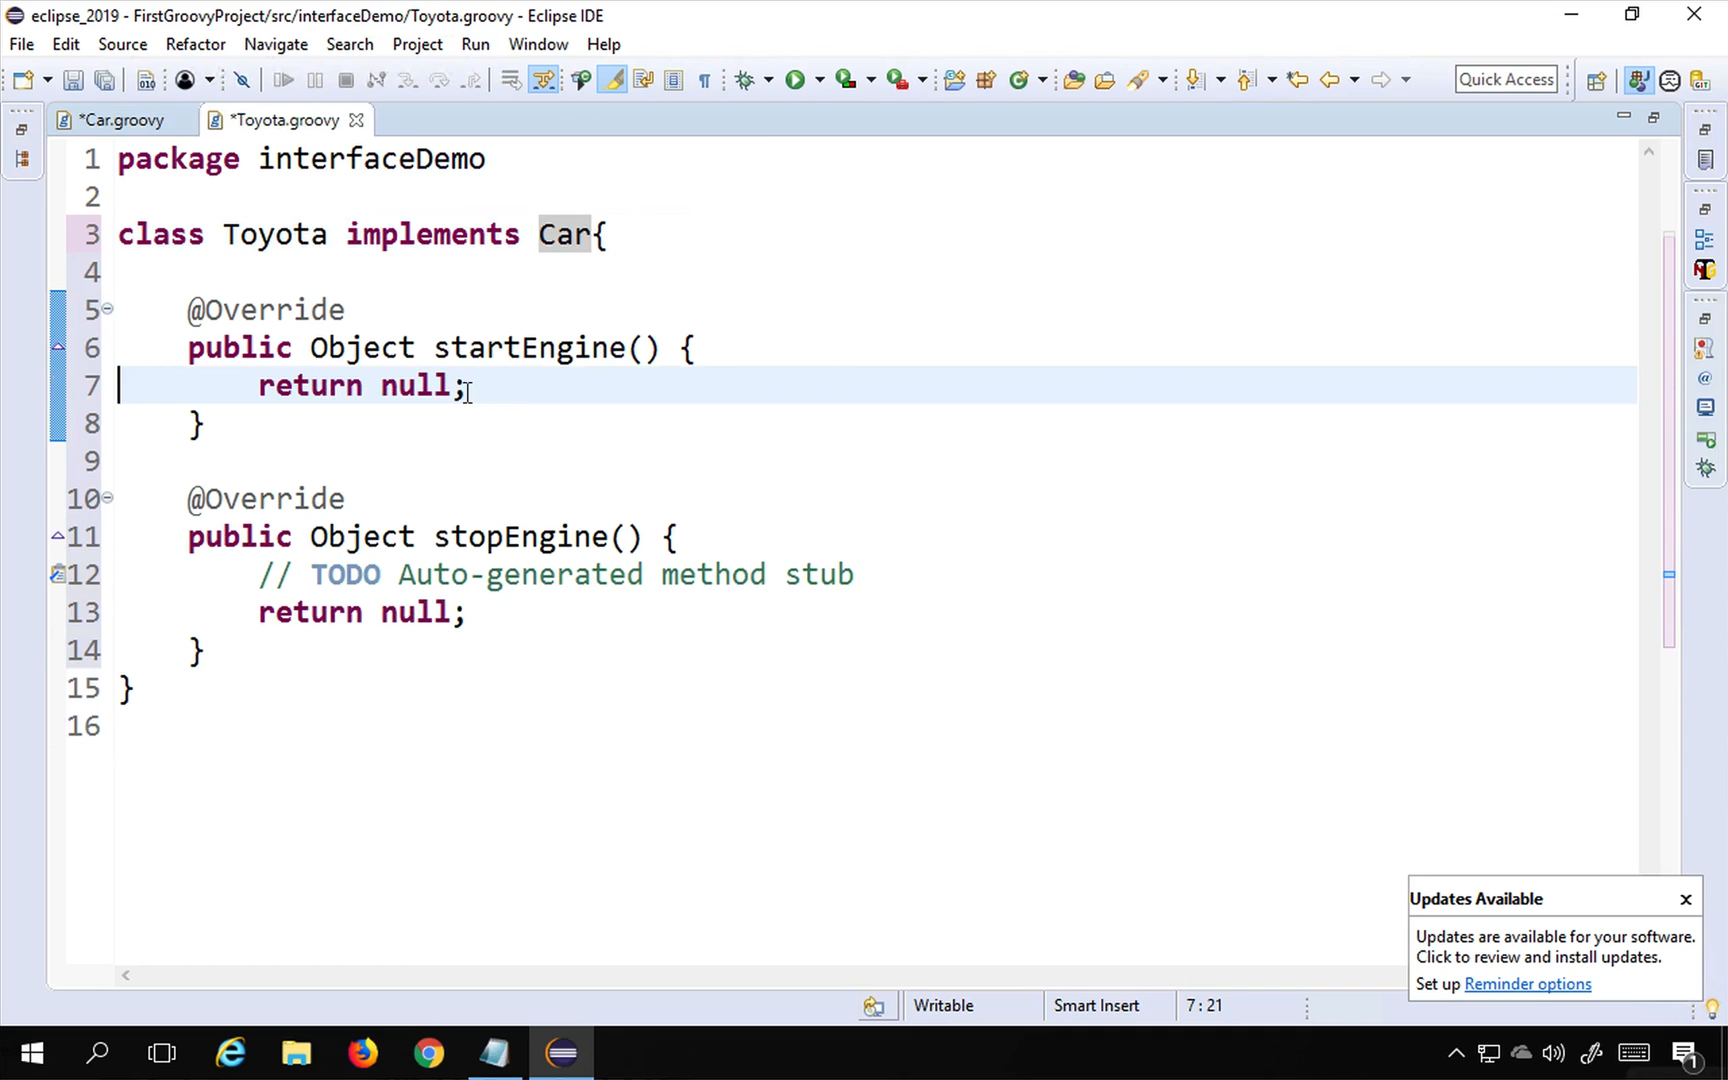 eclipse_2019 - FirstGroovyProject/src/interfaceDemo/Toyota.groovy - Eclipse IDE
File Edit Source Refactor Navigate Search Project Run Window Help
Quick Access
*Car.groovy *Toyota.groovy
1 package interfaceDemo
2
3 class Toyota implements Car{
4
5 @Override
6 public Object startEngine() {
7 return null;
8 }
9
10 @Override
11 public Object stopEngine() {
12 // TODO Auto-generated method stub
13 return null;
14 }
15 }
16
Updates Available
Updates are available for your software.
Click to review and install updates.
Set up Reminder options
Writable Smart Insert 7 : 21
1